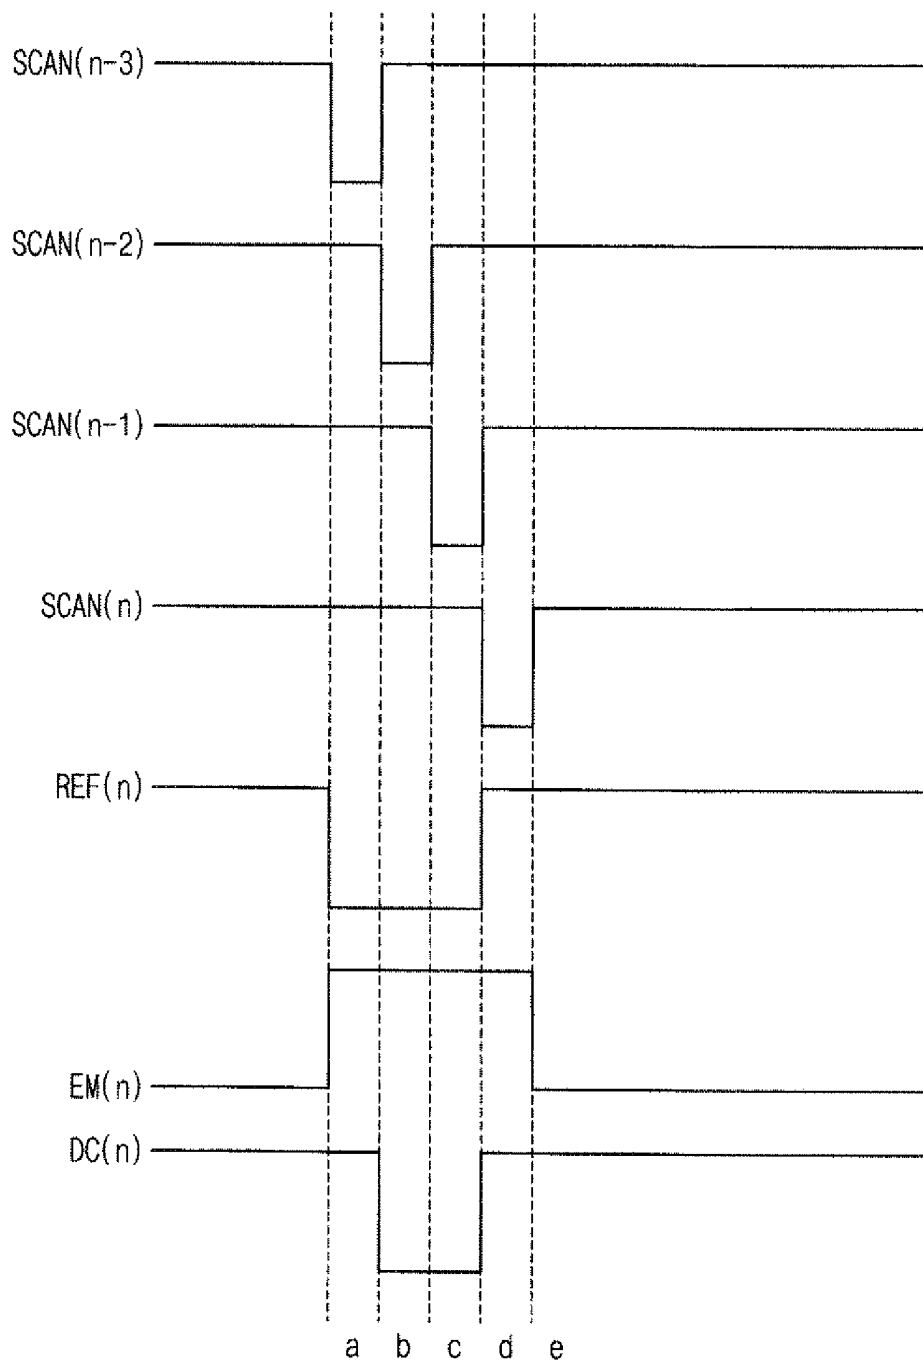 SCAN(n-3)
SCAN(n-2)
SCAN(n-1)
SCAN(n)
REF(n)
EM(n)
DC(n)
a b c d e